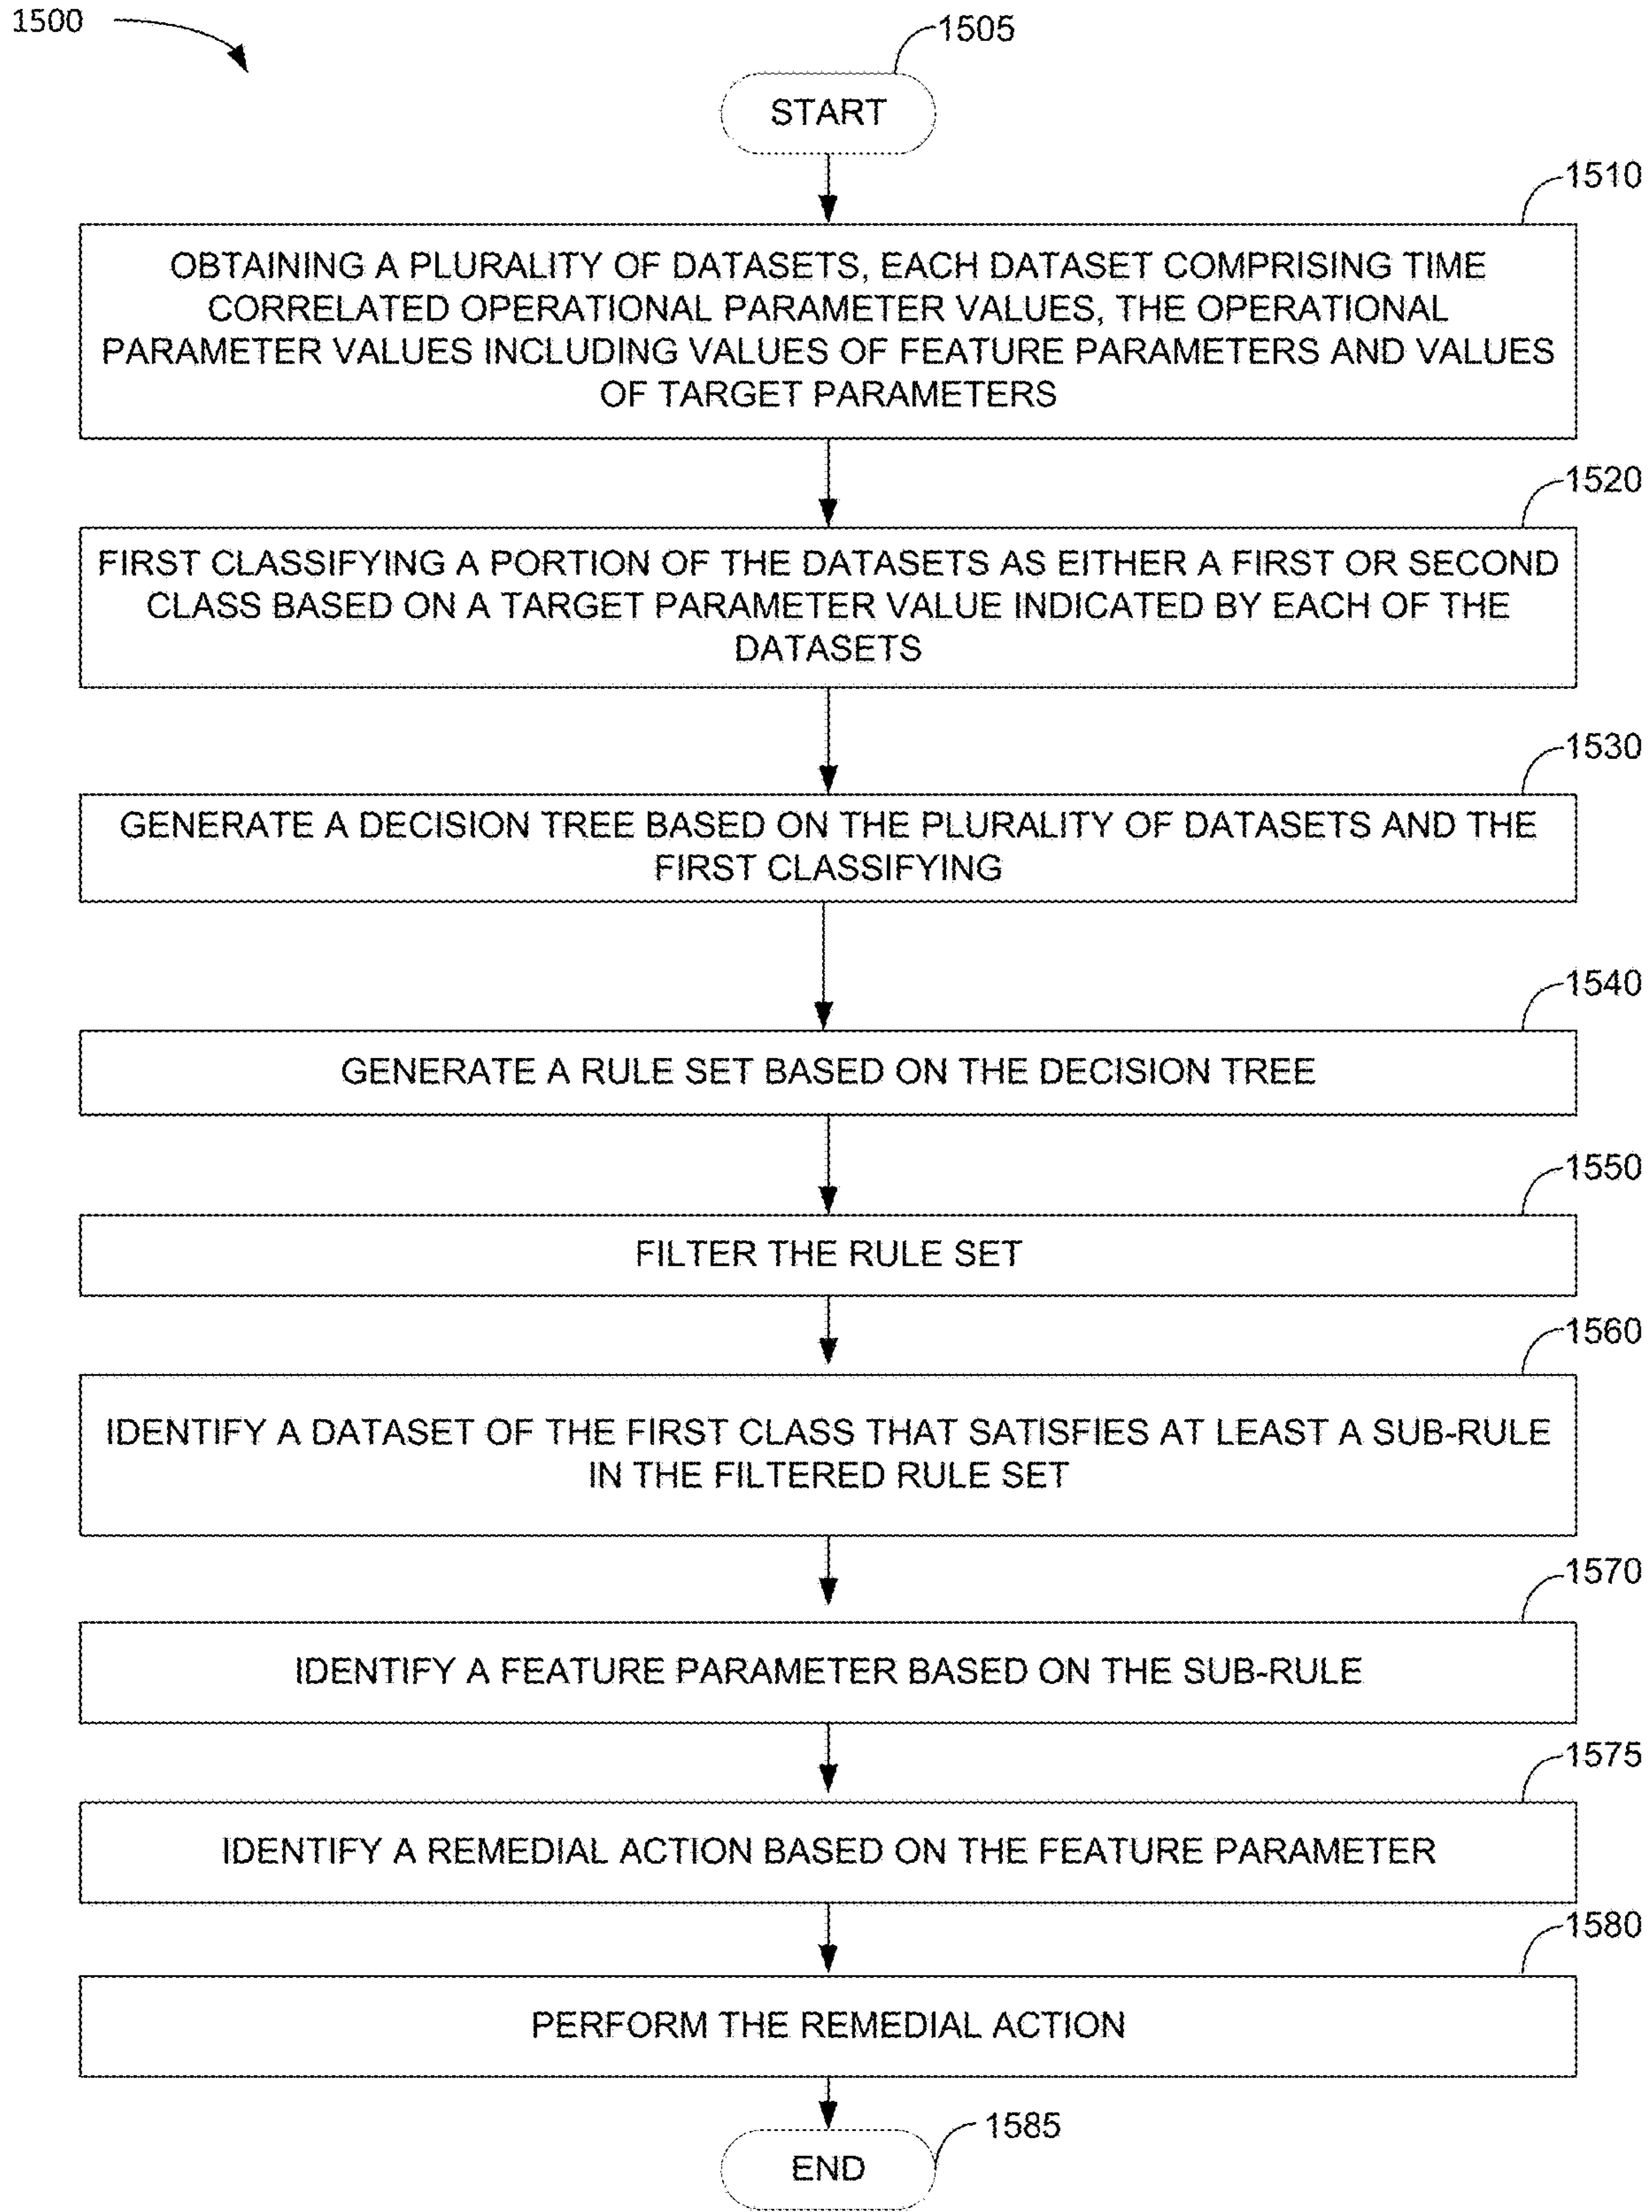 1500
1505
START
1510
OBTAINING A PLURALITY OF DATASETS, EACH DATASET COMPRISING TIME
CORRELATED OPERATIONAL PARAMETER VALUES, THE OPERATIONAL
PARAMETER VALUES INCLUDING VALUES OF FEATURE PARAMETERS AND VALUES
OF TARGET PARAMETERS
1520
FIRST CLASSIFYING A PORTION OF THE DATASETS AS EITHER A FIRST OR SECOND
CLASS BASED ON A TARGET PARAMETER VALUE INDICATED BY EACH OF THE
DATASETS
1530
GENERATE A DECISION TREE BASED ON THE PLURALITY OF DATASETS AND THE
FIRST CLASSIFYING
1540
GENERATE A RULE SET BASED ON THE DECISION TREE
1550
FILTER THE RULE SET
1560
IDENTIFY A DATASET OF THE FIRST CLASS THAT SATISFIES AT LEAST A SUB-RULE
IN THE FILTERED RULE SET
1570
IDENTIFY A FEATURE PARAMETER BASED ON THE SUB-RULE
1575
IDENTIFY A REMEDIAL ACTION BASED ON THE FEATURE PARAMETER
1580
PERFORM THE REMEDIAL ACTION
1585
END